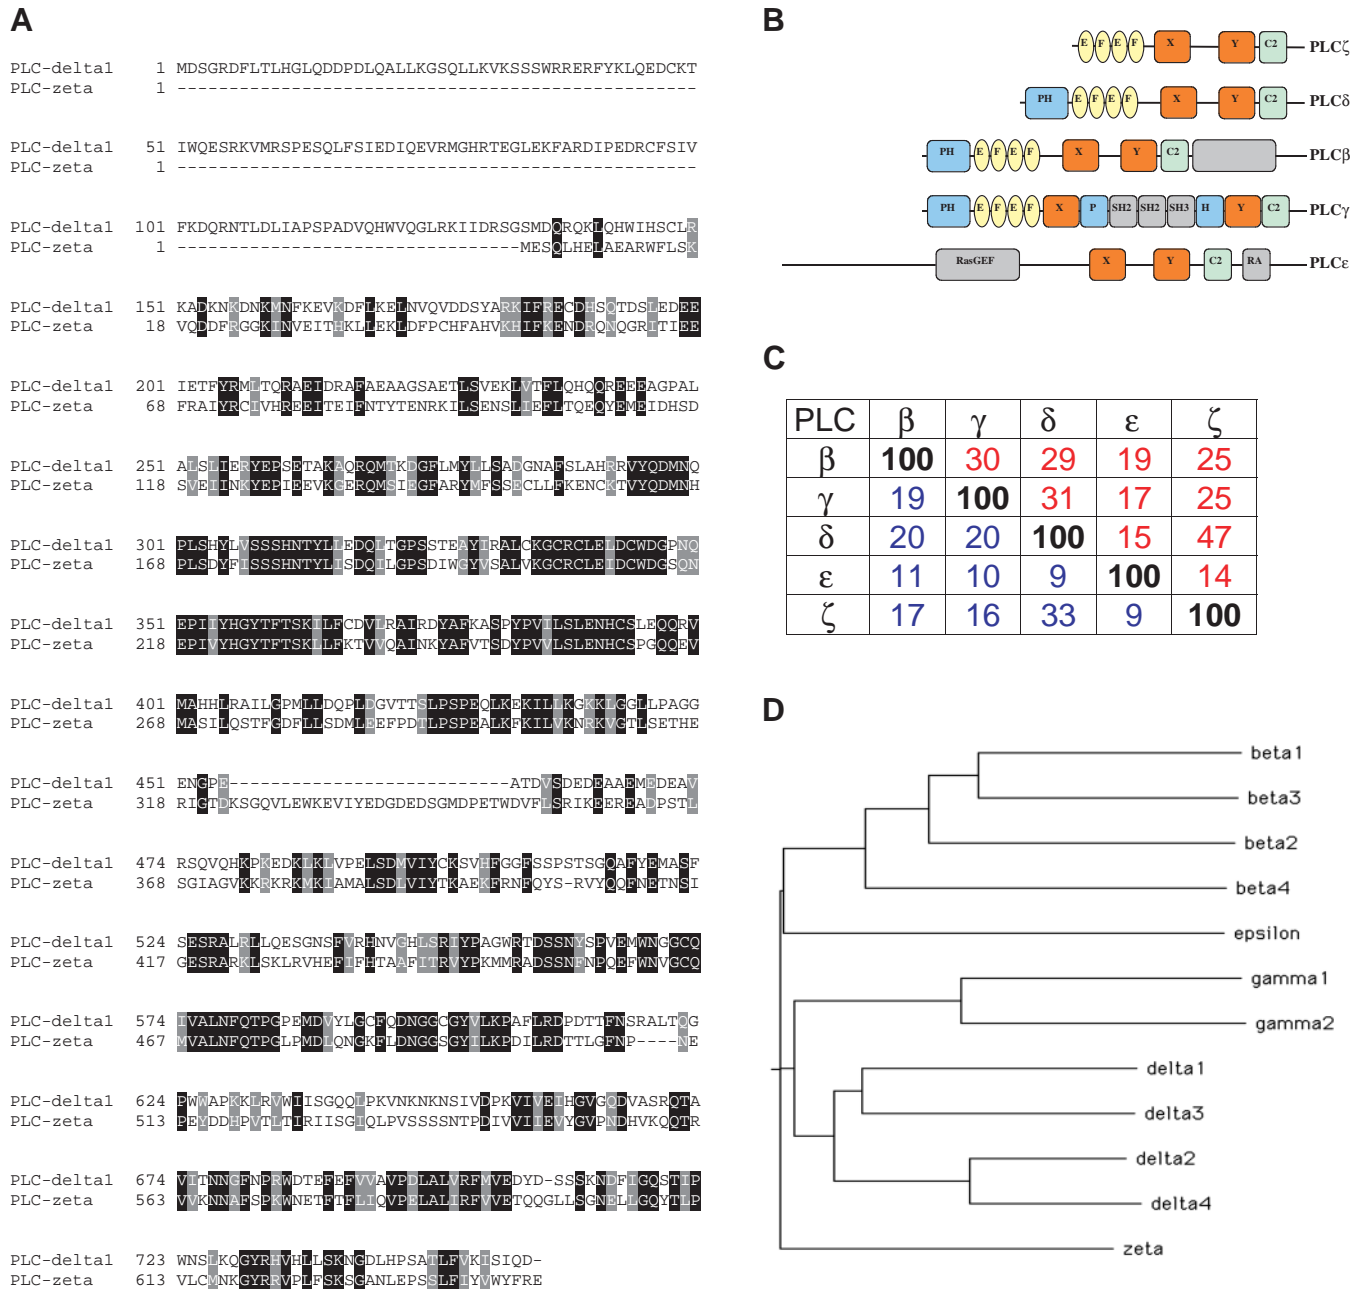 A
PLC-delta1 1 MDSGRDFLTLHGLQDDPDLQALLKGSQLLKVKSSSWRRERFYKLQEDCKT
PLC-zeta 1 --------------------------------------------------
PLC-delta1 51 IWQESRKVMRSPESQLFSIEDIQEVRMGHRTEGLEKFARDIPEDRCFSIV
PLC-zeta 1 --------------------------------------------------
PLC-delta1 101 FKDQRNTLDLIAPSPADVQHWVQGLRKIIDRSGSMDQRQKLQHWIHSCLR
PLC-zeta 1 ---------------------------------MESQLHELAEARWFLSK
PLC-delta1 151 KADKNKDNKMNFKEVKDFLKELNVQVDDSYARKIFRECDHSQTDSLEDEE
PLC-zeta 18 VQDDFRGGKINVEITHKLLEKLDFPCHFAHVKHIFKENDRQNQGRITIEE
PLC-delta1 201 IETFYRMLTQRAEIDRAFAEAAGSAETLSVEKLVTFLQHQQREEEAGPAL
PLC-zeta 68 FRAIYRCIVHREEITEIFNTYTENRKILSENSLIEFLTQEQYEMEIDHSD
PLC-delta1 251 ALSLIERYEPSETAKAQRQMTKDGFLMYLLSADGNAFSLAHRRVYQDMNQ
PLC-zeta 118 SVEIINKYEPIEEVKGERQMSIEGFARYMFSSECLLFKENCKTVYQDMNH
PLC-delta1 301 PLSHYLVSSSHNTYLLEDQLTGPSSTEAYIRALCKGCRCLELDCWDGPNQ
PLC-zeta 168 PLSDYFISSSHNTYLISDQILGPSDIWGYVSALVKGCRCLEIDCWDGSQN
PLC-delta1 351 EPIIYHGYTFTSKILFCDVLRAIRDYAFKASPYPVILSLENHCSLEQQRV
PLC-zeta 218 EPIVYHGYTFTSKLLFKTVVQAINKYAFVTSDYPVVLSLENHCSPGQQEV
PLC-delta1 401 MAHHLRAILGPMLLDQPLDGVTTSLPSPEQLKEKILLKGKKLGGLLPAGG
PLC-zeta 268 MASILQSTFGDFLLSDMLEEFPDTLPSPEALKFKILVKNRKVGTLSETHE
PLC-delta1 451 ENGPE---------------------------ATDVSDEDEAAEMEDEAV
PLC-zeta 318 RIGTDKSGQVLEWKEVIYEDGDEDSGMDPETWDVFLSRIKEEREADPSTL
PLC-delta1 474 RSQVQHKPKEDKLKLVPELSDMVIYCKSVHFGGFSSPSTSGQAFYEMASF
PLC-zeta 368 SGIAGVKKRKRKMKIAMALSDLVIYTKAEKFRNFQYS-RVYQQFNETNSI
PLC-delta1 524 SESRALRLLQESGNSFVRHNVGHLSRIYPAGWRTDSSNYSPVEMWNGGCQ
PLC-zeta 417 GESRARKLSKLRVHEFIFHTAAFITRVYPKMMRADSSNFNPQEFWNVGCQ
PLC-delta1 574 IVALNFQTPGPEMDVYLGCFQDNGGCGYVLKPAFLRDPDTTFNSRALTQG
PLC-zeta 467 MVALNFQTPGLPMDLQNGKFLDNGGSGYILKPDILRDTTLGFNP----NE
PLC-delta1 624 PWWAPKKLRVWIISGQQLPKVNKNKNSIVDPKVIVEIHGVGQDVASRQTA
PLC-zeta 513 PEYDDHPVTLTIRIISGIQLPVSSSSNTPDIVVIIEVYGVPNDHVKQQTR
PLC-delta1 674 VITNNGFNPRWDTEFEFVVAVPDLALVRFMVEDYD-SSSKNDFIGQSTIP
PLC-zeta 563 VVKNNAFSPKWNETFTFLIQVPELALIRFVVETQQGLLSGNELLGQYTLP
PLC-delta1 723 WNSLKQGYRHVHLLSKNGDLHPSATLFVKISIQD-
PLC-zeta 613 VLCMNKGYRRVPLFSKSGANLEPSSLFIYVWYFRE
B
E F E F X Y C2 PLCζ
PH E F E F X Y C2 PLCδ
PH E F E F X Y C2 PLCβ
PH E F E F X P SH2 SH2 SH3 H Y C2 PLCγ
RasGEF X Y C2 RA PLCε
C
PLC β γ δ ε ζ
β 100 30 29 19 25
γ 19 100 31 17 25
δ 20 20 100 15 47
ε 11 10 9 100 14
ζ 17 16 33 9 100
D
beta1
beta3
beta2
beta4
epsilon
gamma1
gamma2
delta1
delta3
delta2
delta4
zeta